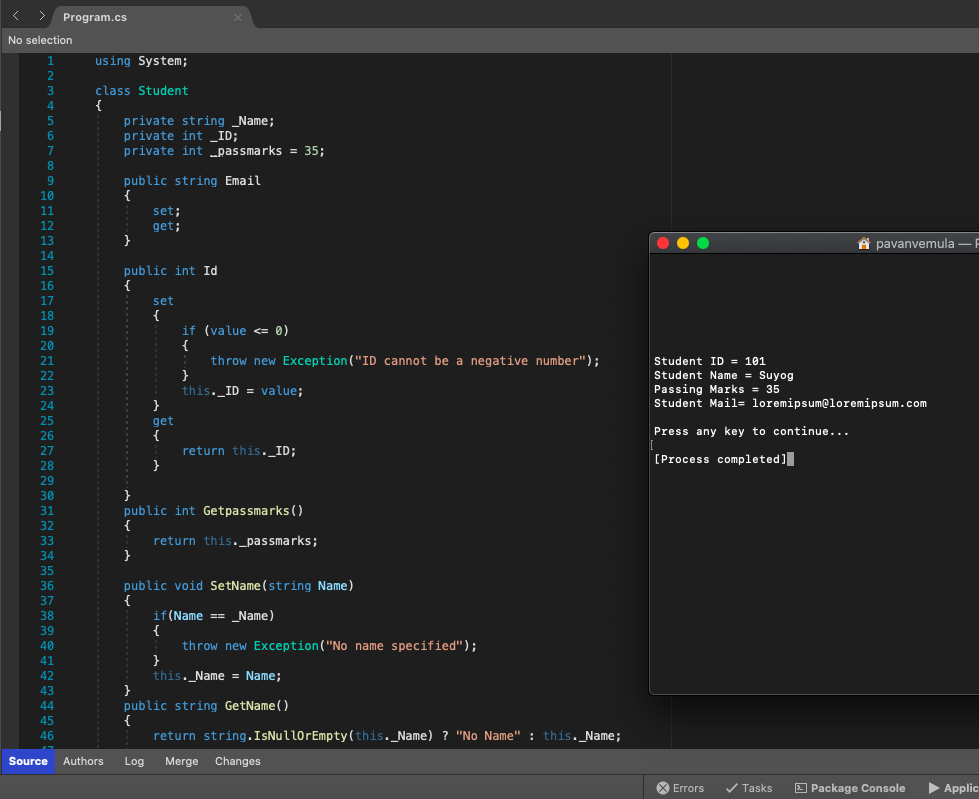 Program.cs
No selection
1 using System;
2
3 class Student
4 {
5 private string _Name;
6 private int _ID;
7 private int _passmarks = 35;
8
9 public string Email
10 {
11 set;
12 get;
13 }
14
15 public int Id
16 {
17 set
18 {
19 if (value <= 0)
20 {
21 throw new Exception("ID cannot be a negative number");
22 }
23 this._ID = value;
24 }
25 get
26 {
27 return this._ID;
28 }
29
30 }
31 public int Getpassmarks()
32 {
33 return this._passmarks;
34 }
35
36 public void SetName(string Name)
37 {
38 if(Name == _Name)
39 {
40 throw new Exception("No name specified");
41 }
42 this._Name = Name;
43 }
44 public string GetName()
45 {
46 return string.IsNullOrEmpty(this._Name) ? "No Name" : this._Name;
pavanvemula —
Student ID = 101
Student Name = Suyog
Passing Marks = 35
Student Mail= loremipsum@loremipsum.com
Press any key to continue...
[
[Process completed]
Source Authors Log Merge Changes
Errors Tasks Package Console